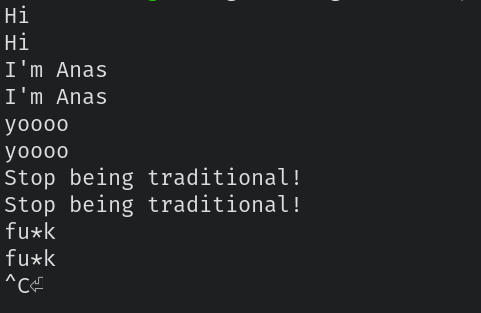 Hi
Hi
I'm Anas
I'm Anas
yoooo
yoooo
Stop being traditional!
Stop being traditional!
fu*k
fu*k
^C⏎